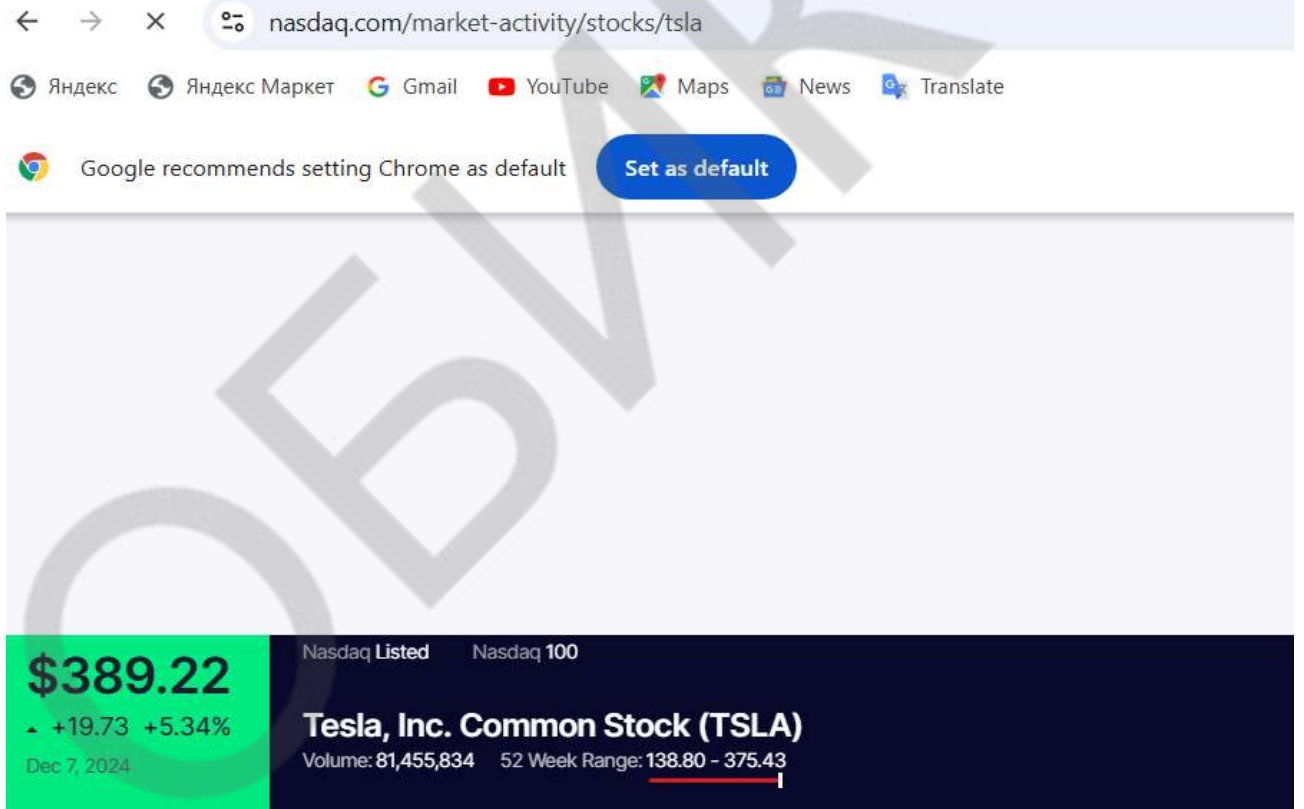 nasdaq.com/market-activity/stocks/tsla
Яндекс Яндекс Маркет Gmail YouTube Maps News Translate
Google recommends setting Chrome as default Set as default
ОБИК
$389.22
+19.73 +5.34%
Dec 7, 2024
Nasdaq Listed Nasdaq 100
Tesla, Inc. Common Stock (TSLA)
Volume: 81,455,834 52 Week Range: 138.80 - 375.43